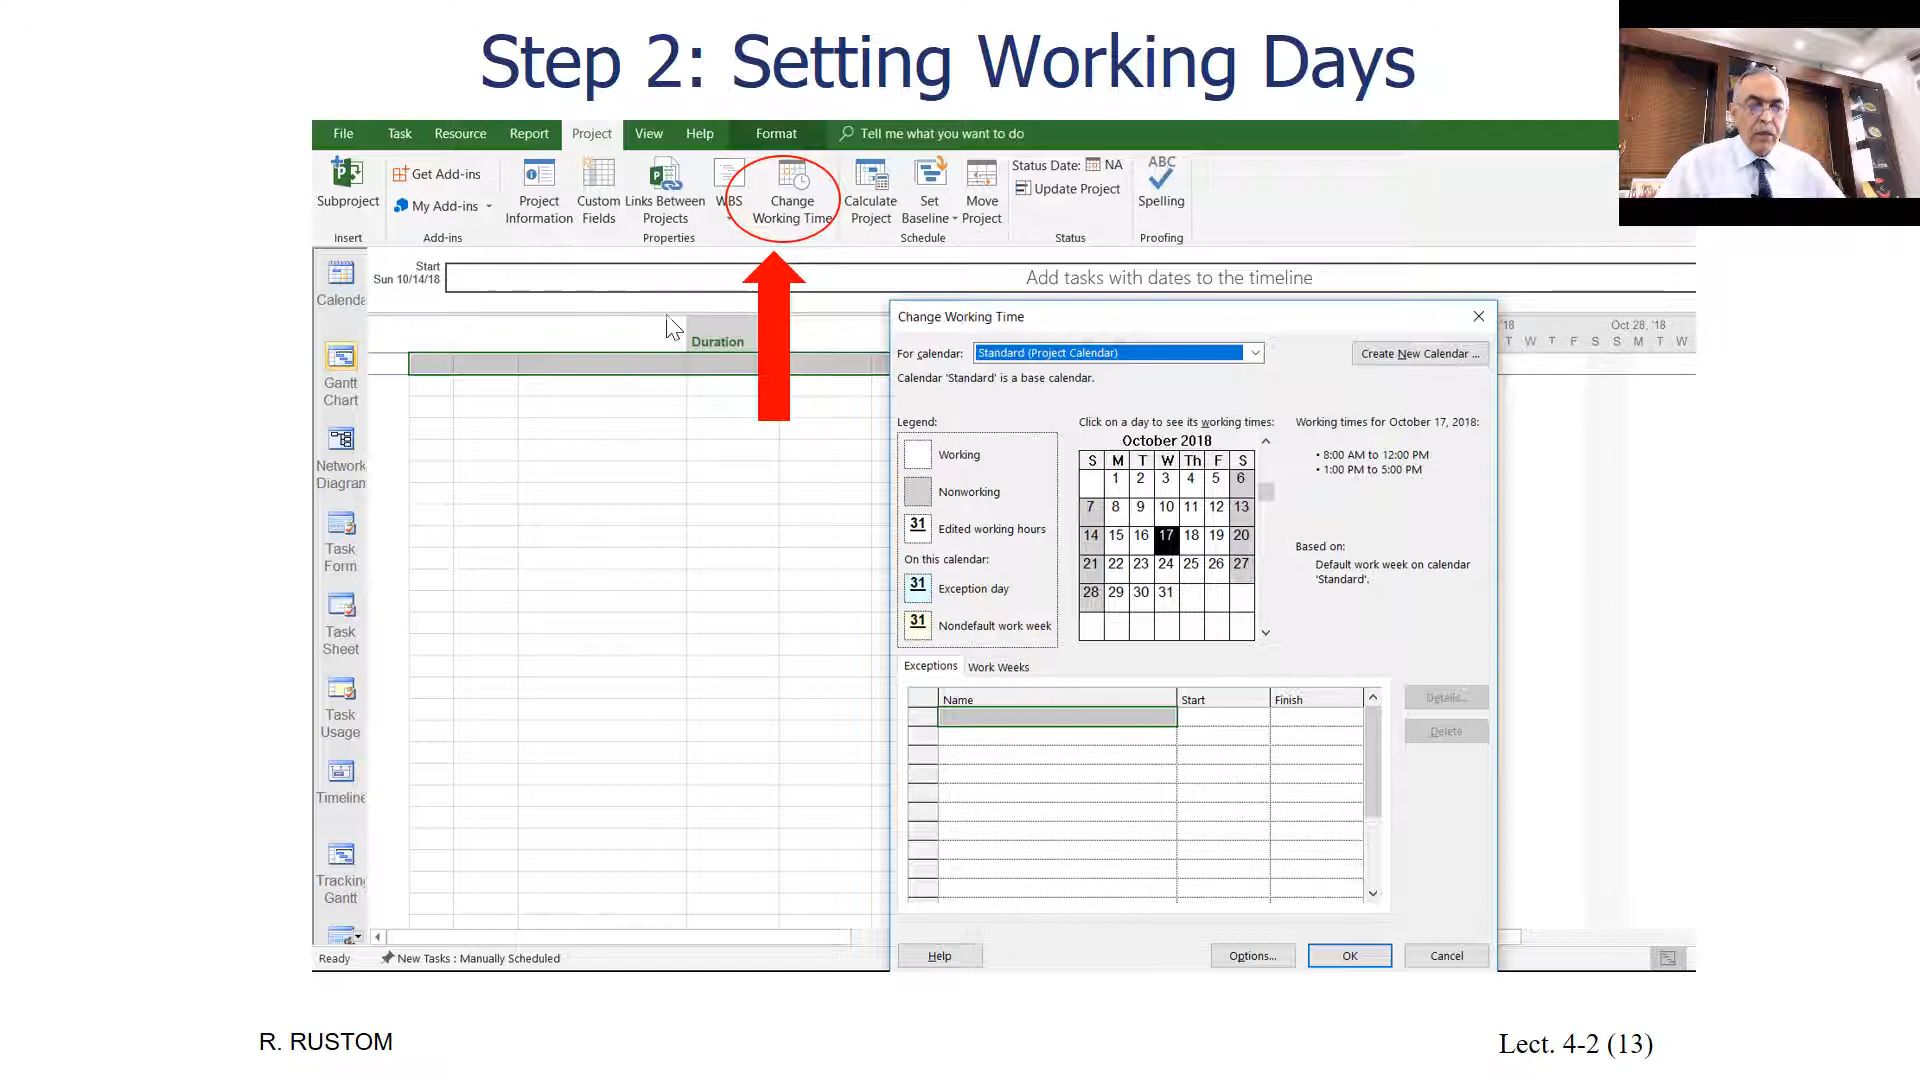 Step 2: Setting Working Days
File Task Resource Report Project View Help Format Tell me what you want to do
Subproject
Get Add-ins
My Add-ins
Project Information
Custom Fields
Links Between Projects
WBS
Change Working Time
Calculate Project
Set Baseline
Move Project
Status Date: NA
Update Project
ABC
Spelling
Insert Add-ins Properties Schedule Status Proofing
Start
Sun 10/14/18
Add tasks with dates to the timeline
Calenda
Gantt
Chart
Network
Diagran
Task
Form
Task
Sheet
Task
Usage
Timeline
Trackin
Gantt
Duration
'18 Oct 28, '18
T W T F S S M T W
Change Working Time
For calendar: Standard (Project Calendar) Create New Calendar ...
Calendar 'Standard' is a base calendar.
Legend:
Working
Nonworking
31 Edited working hours
On this calendar:
31 Exception day
31 Nondefault work week
Click on a day to see its working times:
October 2018
S M T W Th F S
1 2 3 4 5 6
7 8 9 10 11 12 13
14 15 16 17 18 19 20
21 22 23 24 25 26 27
28 29 30 31
Working times for October 17, 2018:
• 8:00 AM to 12:00 PM
• 1:00 PM to 5:00 PM
Based on:
Default work week on calendar
'Standard'.
Exceptions Work Weeks
Name Start Finish
Details...
Delete
Help Options... OK Cancel
Ready New Tasks : Manually Scheduled
R. RUSTOM
Lect. 4-2 (13)